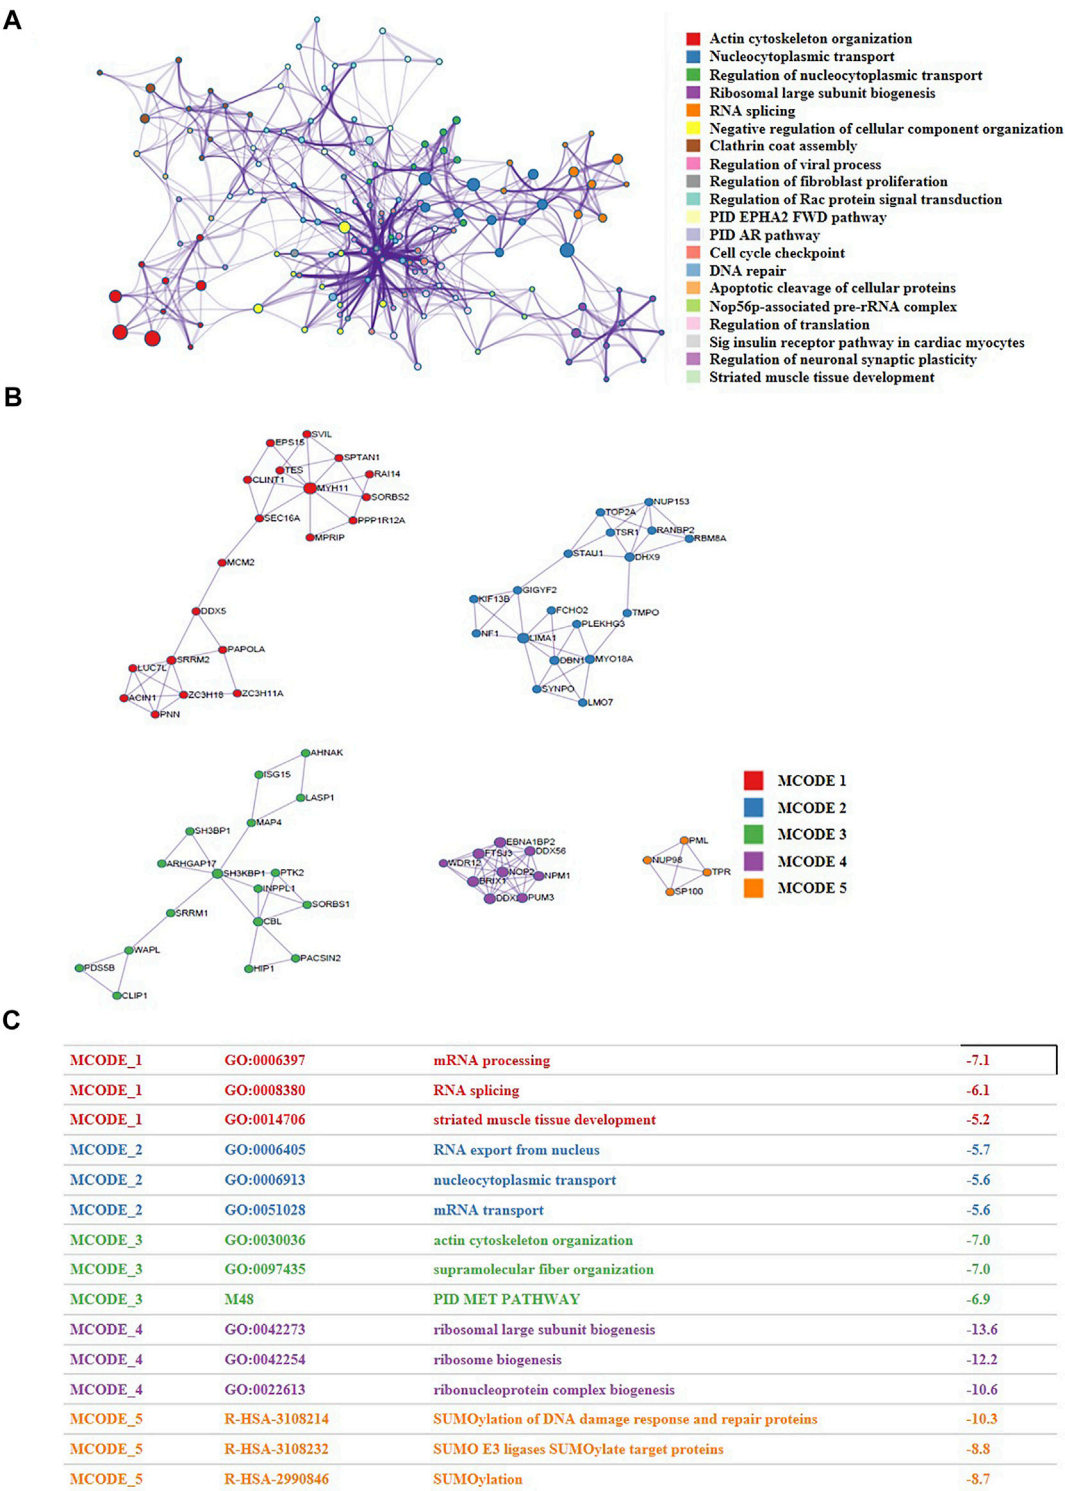 A
Actin cytoskeleton organization
Nucleocytoplasmic transport
Regulation of nucleocytoplasmic transport
Ribosomal large subunit biogenesis
RNA splicing
Negative regulation of cellular component organization
Clathrin coat assembly
Regulation of viral process
Regulation of fibroblast proliferation
Regulation of Rac protein signal transduction
PID EPHA2 FWD pathway
PID AR pathway
Cell cycle checkpoint
DNA repair
Apoptotic cleavage of cellular proteins
Nop56p-associated pre-rRNA complex
Regulation of translation
Sig insulin receptor pathway in cardiac myocytes
Regulation of neuronal synaptic plasticity
Striated muscle tissue development
B
SVIL
EPS15
SPTAN1
TES
RAI14
CLINT1
MYH11
SORBS2
SEC16A
PPP1R12A
MPRIP
MCM2
DDX5
PAPOLA
SRRM2
LUC7L
ZC3H18
ZC3H11A
ACIN1
PNN
NUP153
TOP2A
TSR1
RANBP2
RBM8A
STAU1
DHX9
GIGYF2
KIF13B
FCHO2
TMPO
PLEKHG3
NF1
LIMA1
DBN1
MYO18A
SYNPO
LMO7
AHNAK
ISG15
LASP1
MAP4
SH3BP1
ARHGAP17
SH3KBP1
PTK2
INPPL1
SORBS1
SRRM1
CBL
WAPL
PACSIN2
PDS5B
HIP1
CLIP1
EBNA1BP2
FTSJ3
DDX56
WDR12
NOP2
NPM1
BRIX1
PUM3
PML
NUP98
TPR
SP100
MCODE 1
MCODE 2
MCODE 3
MCODE 4
MCODE 5
C
MCODE_1 GO:0006397 mRNA processing -7.1
MCODE_1 GO:0008380 RNA splicing -6.1
MCODE_1 GO:0014706 striated muscle tissue development -5.2
MCODE_2 GO:0006405 RNA export from nucleus -5.7
MCODE_2 GO:0006913 nucleocytoplasmic transport -5.6
MCODE_2 GO:0051028 mRNA transport -5.6
MCODE_3 GO:0030036 actin cytoskeleton organization -7.0
MCODE_3 GO:0097435 supramolecular fiber organization -7.0
MCODE_3 M48 PID MET PATHWAY -6.9
MCODE_4 GO:0042273 ribosomal large subunit biogenesis -13.6
MCODE_4 GO:0042254 ribosome biogenesis -12.2
MCODE_4 GO:0022613 ribonucleoprotein complex biogenesis -10.6
MCODE_5 R-HSA-3108214 SUMOylation of DNA damage response and repair proteins -10.3
MCODE_5 R-HSA-3108232 SUMO E3 ligases SUMOylate target proteins -8.8
MCODE_5 R-HSA-2990846 SUMOylation -8.7